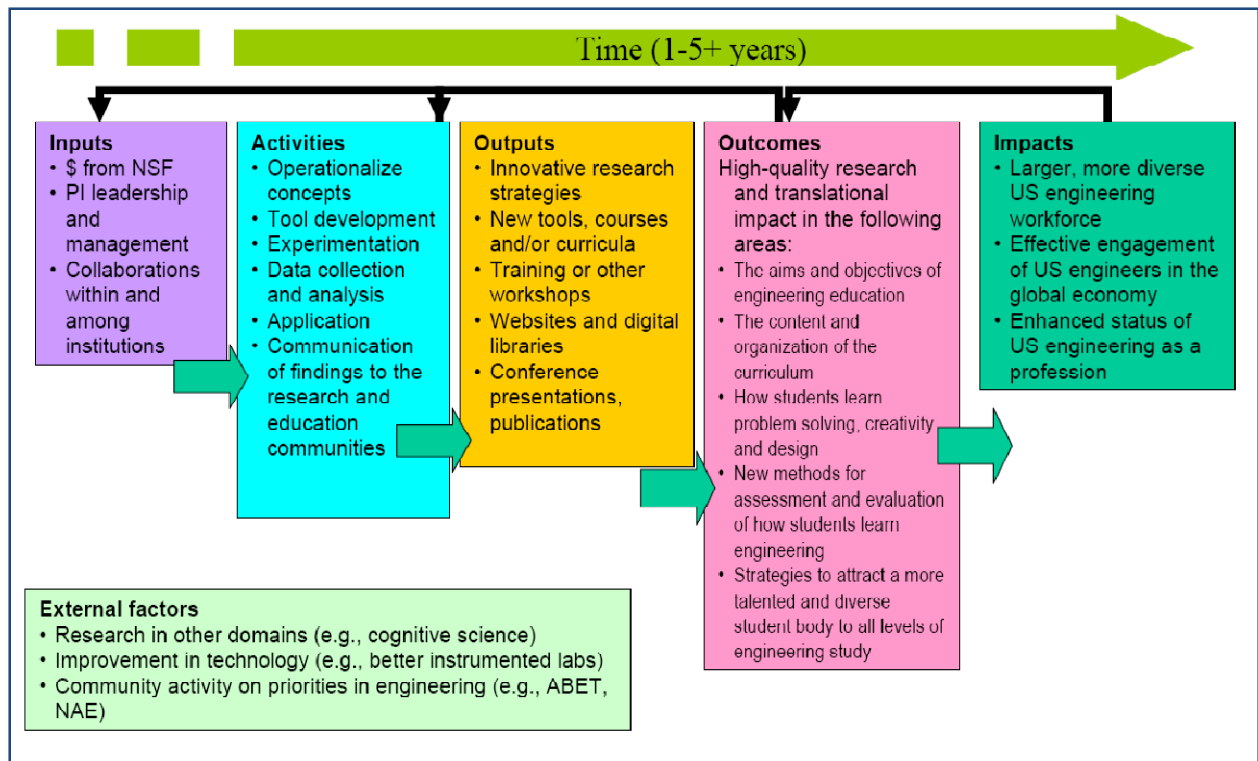 Time (1-5+ years)
Inputs
• $ from NSF
• PI leadership
and
management
• Collaborations
within and
among
institutions
Activities
• Operationalize
concepts
• Tool development
• Experimentation
• Data collection
and analysis
• Application
• Communication
of findings to the
research and
education
communities
Outputs
• Innovative research
strategies
• New tools, courses
and/or curricula
• Training or other
workshops
• Websites and digital
libraries
• Conference
presentations,
publications
Outcomes
High-quality research
and translational
impact in the following
areas:
• The aims and objectives of
engineering education
• The content and
organization of the
curriculum
• How students learn
problem solving, creativity
and design
• New methods for
assessment and evaluation
of how students learn
engineering
• Strategies to attract a more
talented and diverse
student body to all levels of
engineering study
Impacts
• Larger, more diverse
US engineering
workforce
• Effective engagement
of US engineers in the
global economy
• Enhanced status of
US engineering as a
profession
External factors
• Research in other domains (e.g., cognitive science)
• Improvement in technology (e.g., better instrumented labs)
• Community activity on priorities in engineering (e.g., ABET,
NAE)